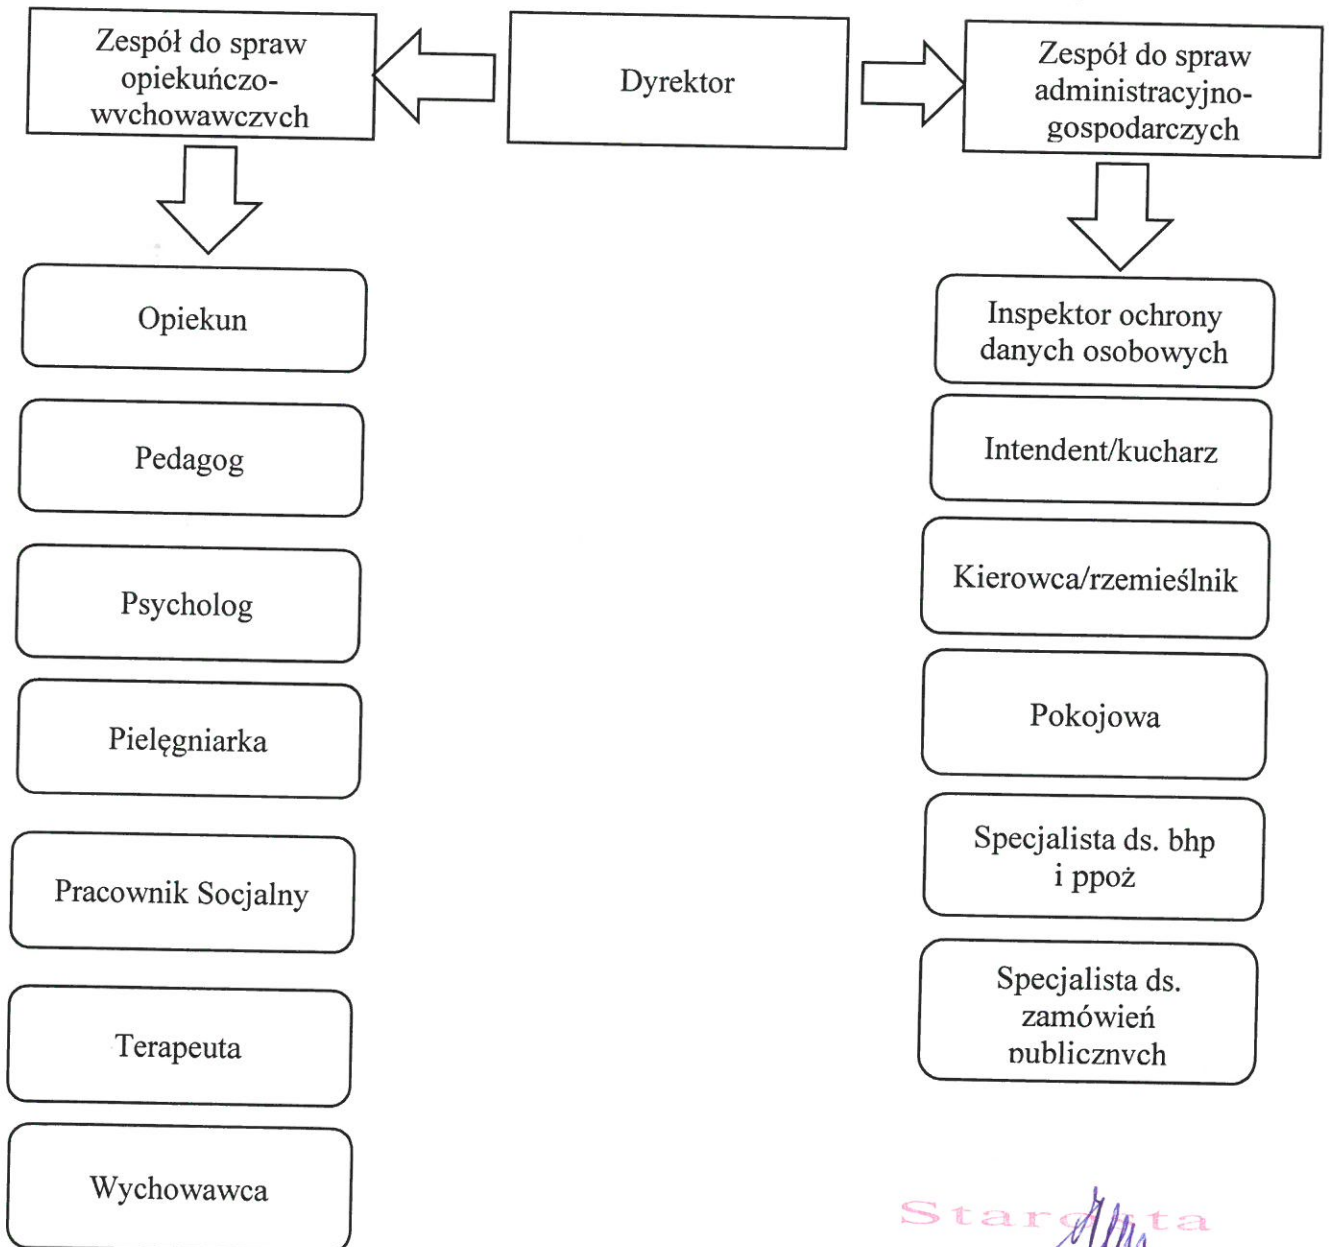 Zespół do spraw
opiekuńczo-
wychowawczych
Dyrektor
Zespół do spraw
administracyjno-
gospodarczych
Opiekun
Pedagog
Psycholog
Pielęgniarka
Pracownik Socjalny
Terapeuta
Wychowawca
Inspektor ochrony
danych osobowych
Intendent/kucharz
Kierowca/rzemieślnik
Pokojowa
Specjalista ds. bhp
i ppoż
Specjalista ds.
zamówień
publicznych
Starosta